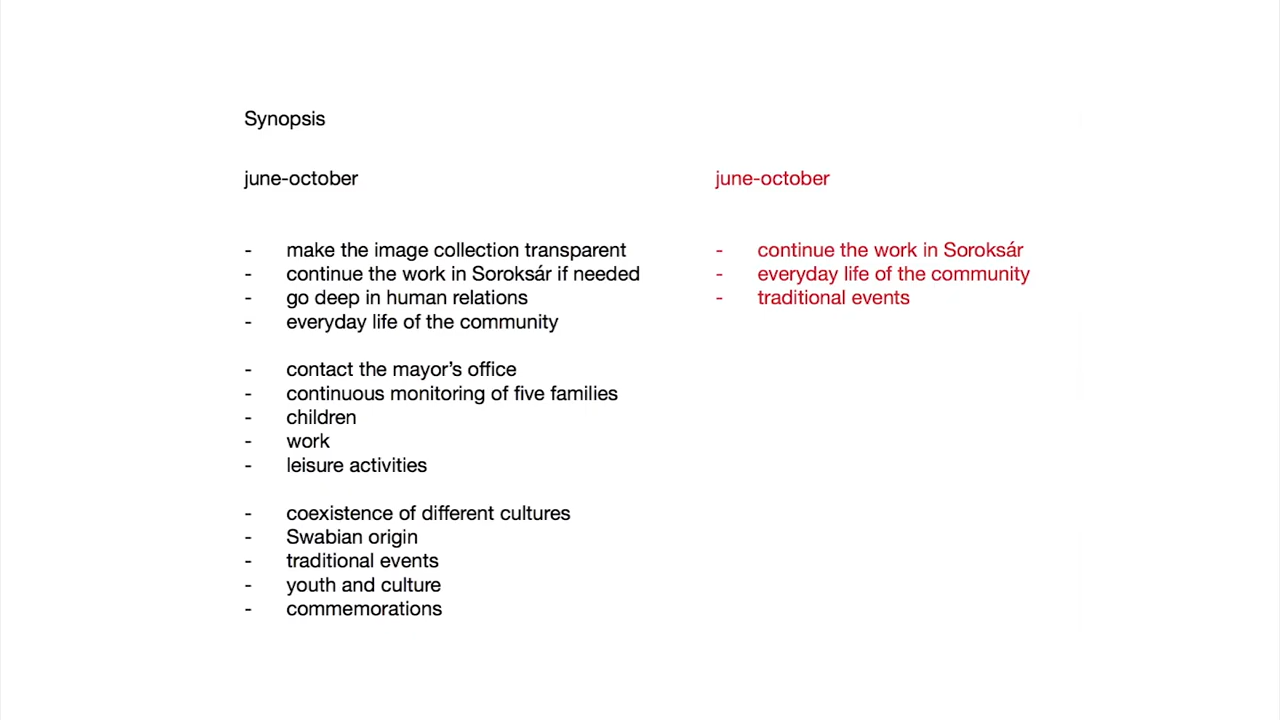 Synopsis
june-october
- make the image collection transparent
- continue the work in Soroksár if needed
- go deep in human relations
- everyday life of the community
- contact the mayor’s office
- continuous monitoring of five families
- children
- work
- leisure activities
- coexistence of different cultures
- Swabian origin
- traditional events
- youth and culture
- commemorations
june-october
- continue the work in Soroksár
- everyday life of the community
- traditional events